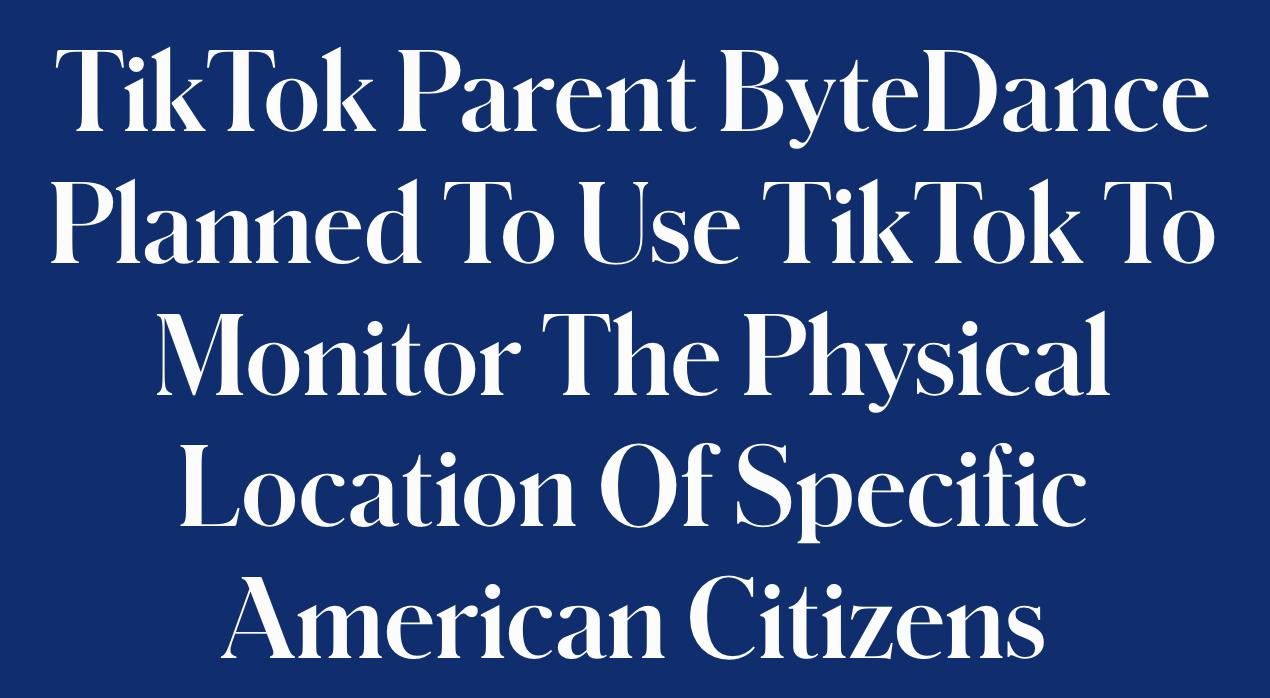 TikTok Parent ByteDance
Planned To Use TikTok To
Monitor The Physical
Location Of Specific
American Citizens